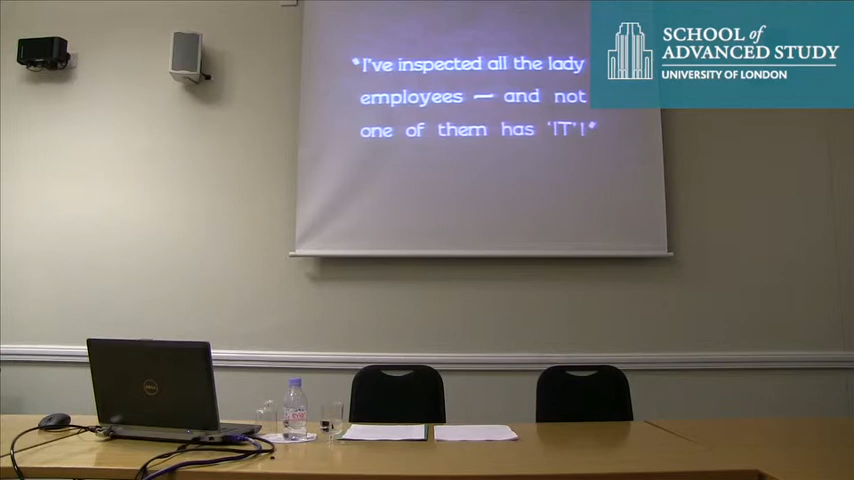 "I've inspected all the lady
employees — and not
one of them has 'IT'!"
SCHOOL of
ADVANCED STUDY
UNIVERSITY OF LONDON
DELL